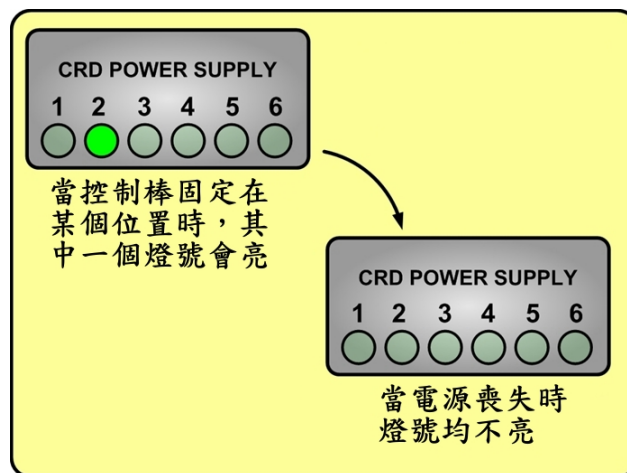 CRD POWER SUPPLY
1 2 3 4 5 6
當控制棒固定在
某個位置時，其
中一個燈號會亮
CRD POWER SUPPLY
1 2 3 4 5 6
當電源喪失時
燈號均不亮